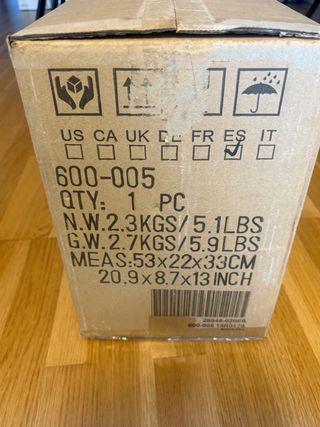 US CA UK DE FR ES IT
600-005
QTY: 1 PC
N.W.2.3KGS/5.1LBS
G.W.2.7KGS/5.9LBS
MEAS:53x22x33CM
20.9x8.7x13INCH